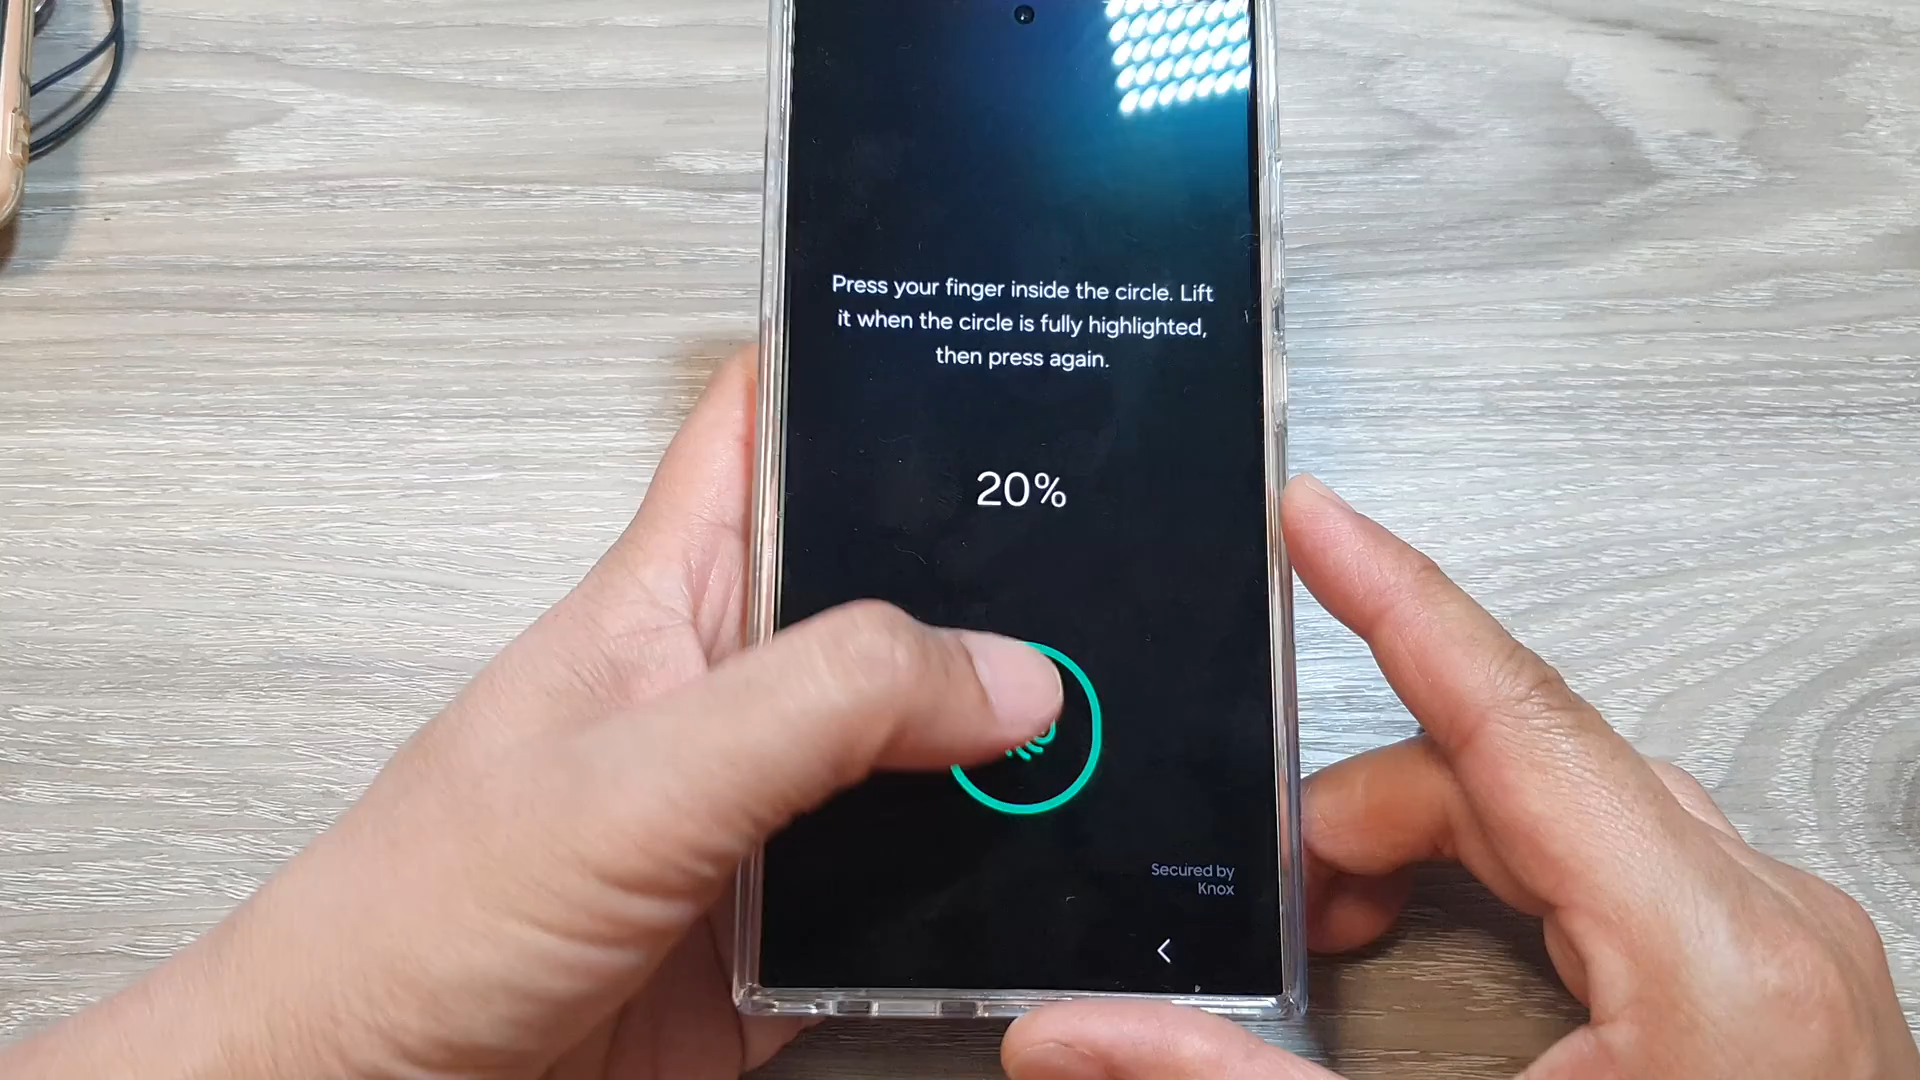 Press your finger inside the circle. Lift
it when the circle is fully highlighted,
then press again.
20%
Secured by
Knox